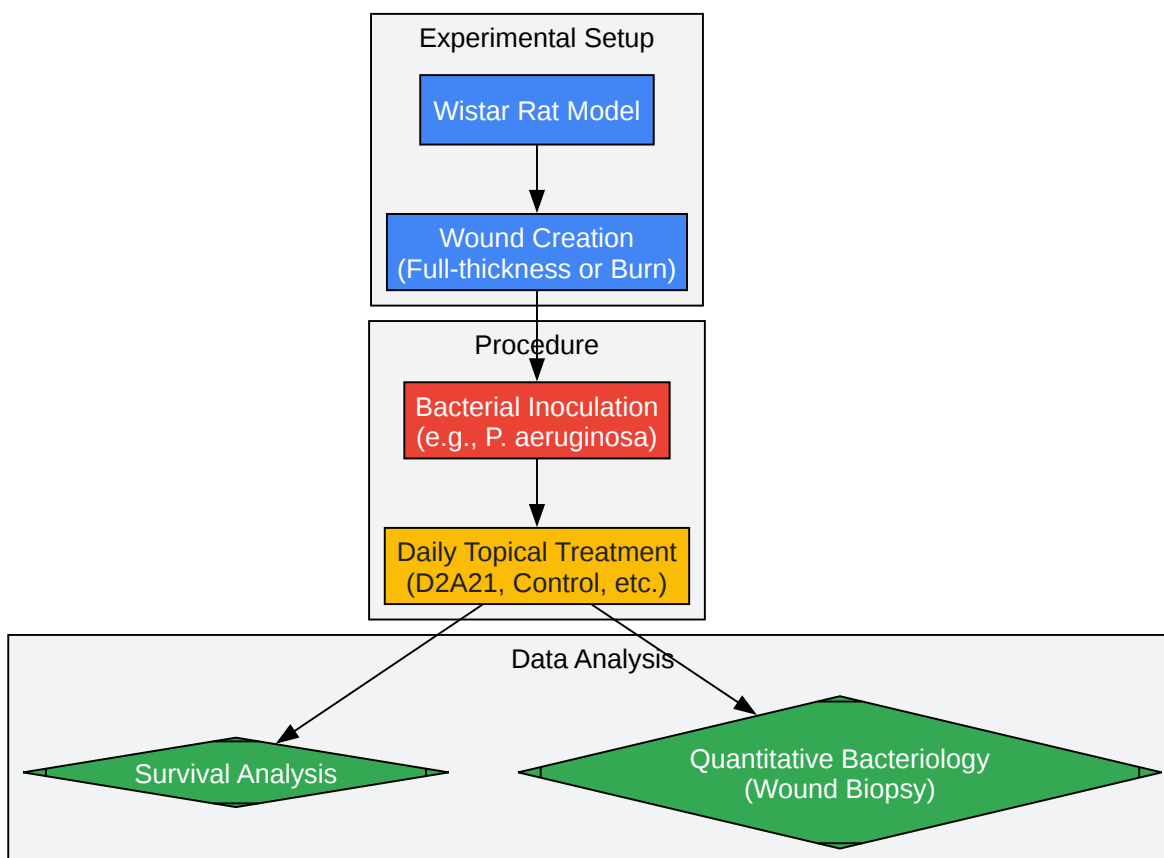 Experimental Setup
Wistar Rat Model
Wound Creation
(Full-thickness or Burn)
Procedure
Bacterial Inoculation
(e.g., P. aeruginosa)
Daily Topical Treatment
(D2A21, Control, etc.)
Data Analysis
Survival Analysis
Quantitative Bacteriology
(Wound Biopsy)